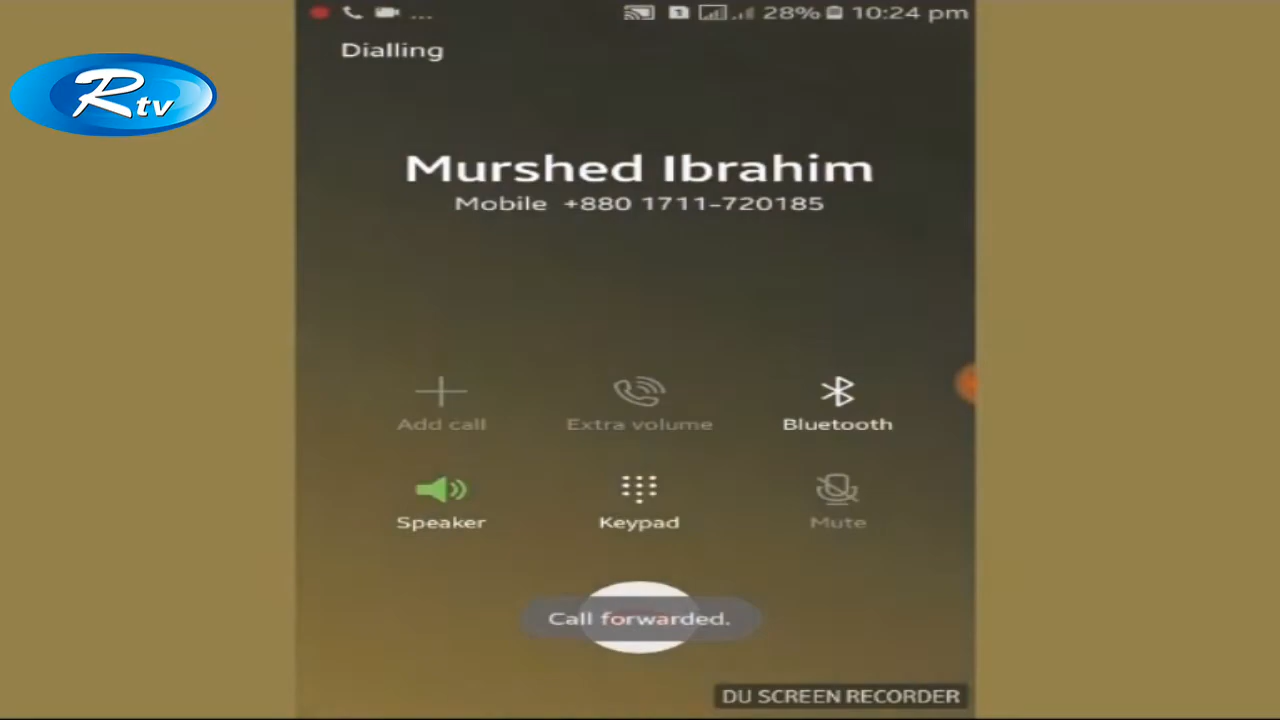 28% 10:24 pm
Dialling
Rtv
Murshed Ibrahim
Mobile +880 1711-720185
Add call
Extra volume
Bluetooth
Speaker
Keypad
Mute
Call forwarded.
DU SCREEN RECORDER